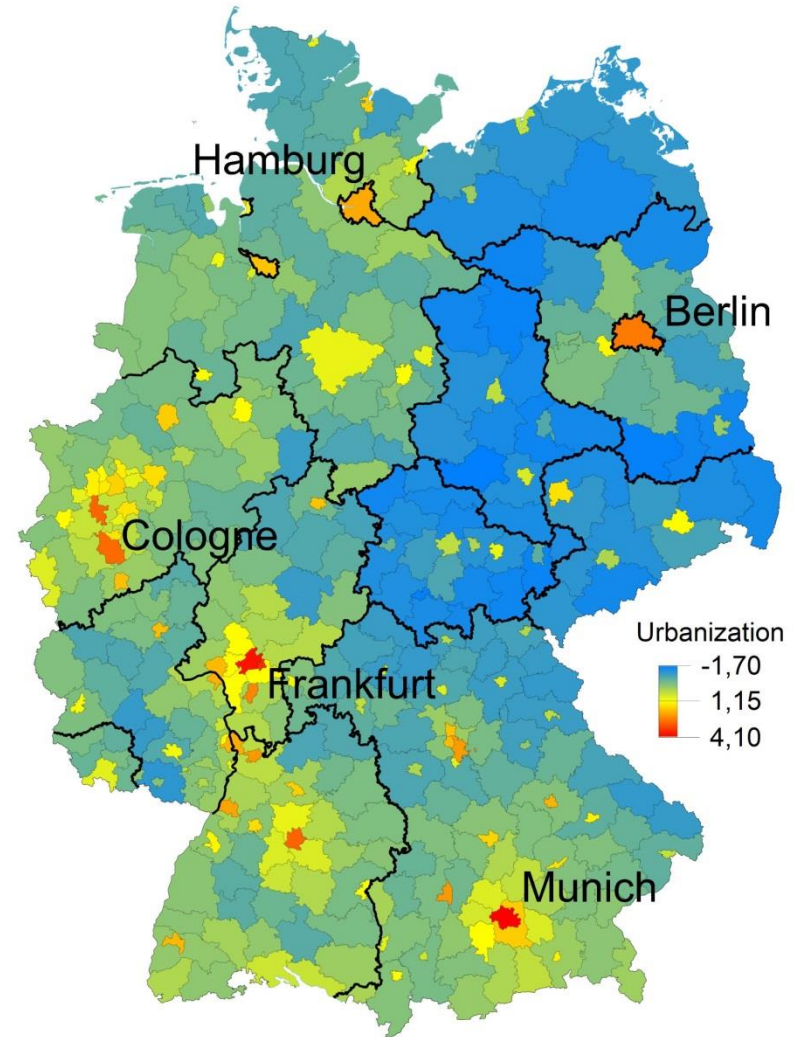 Hamburg
Berlin
Cologne
Urbanization
-1,70
1,15
4,10
Frankfurt
Munich